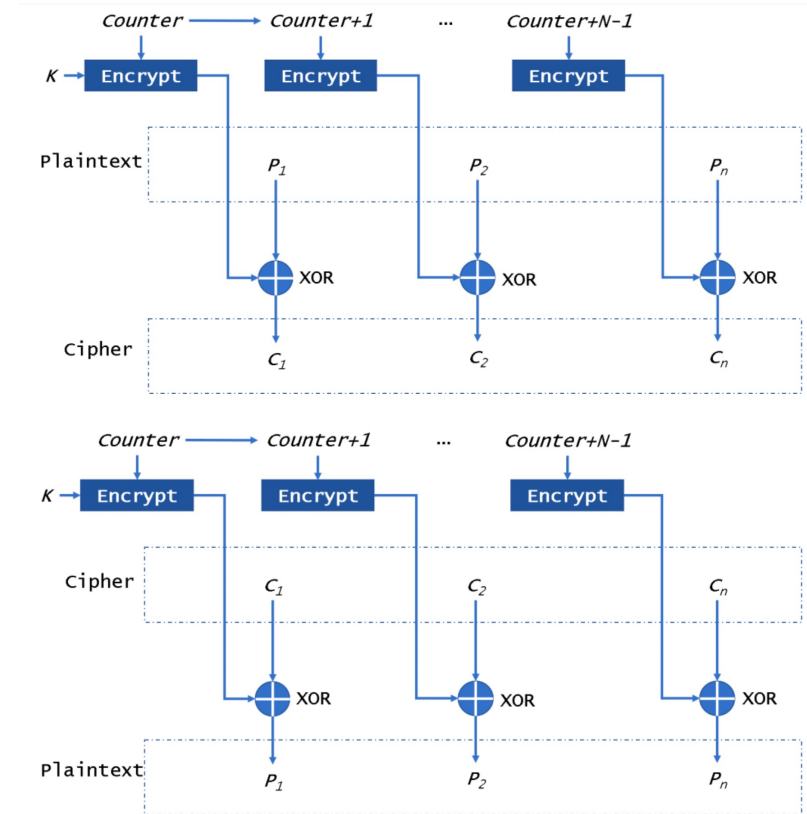 Counter Counter+1 ... Counter+N-1
K Encrypt Encrypt Encrypt
Plaintext P1 P2 Pn
XOR XOR XOR
Cipher C1 C2 Cn
Counter Counter+1 ... Counter+N-1
K Encrypt Encrypt Encrypt
Cipher C1 C2 Cn
XOR XOR XOR
Plaintext P1 P2 Pn